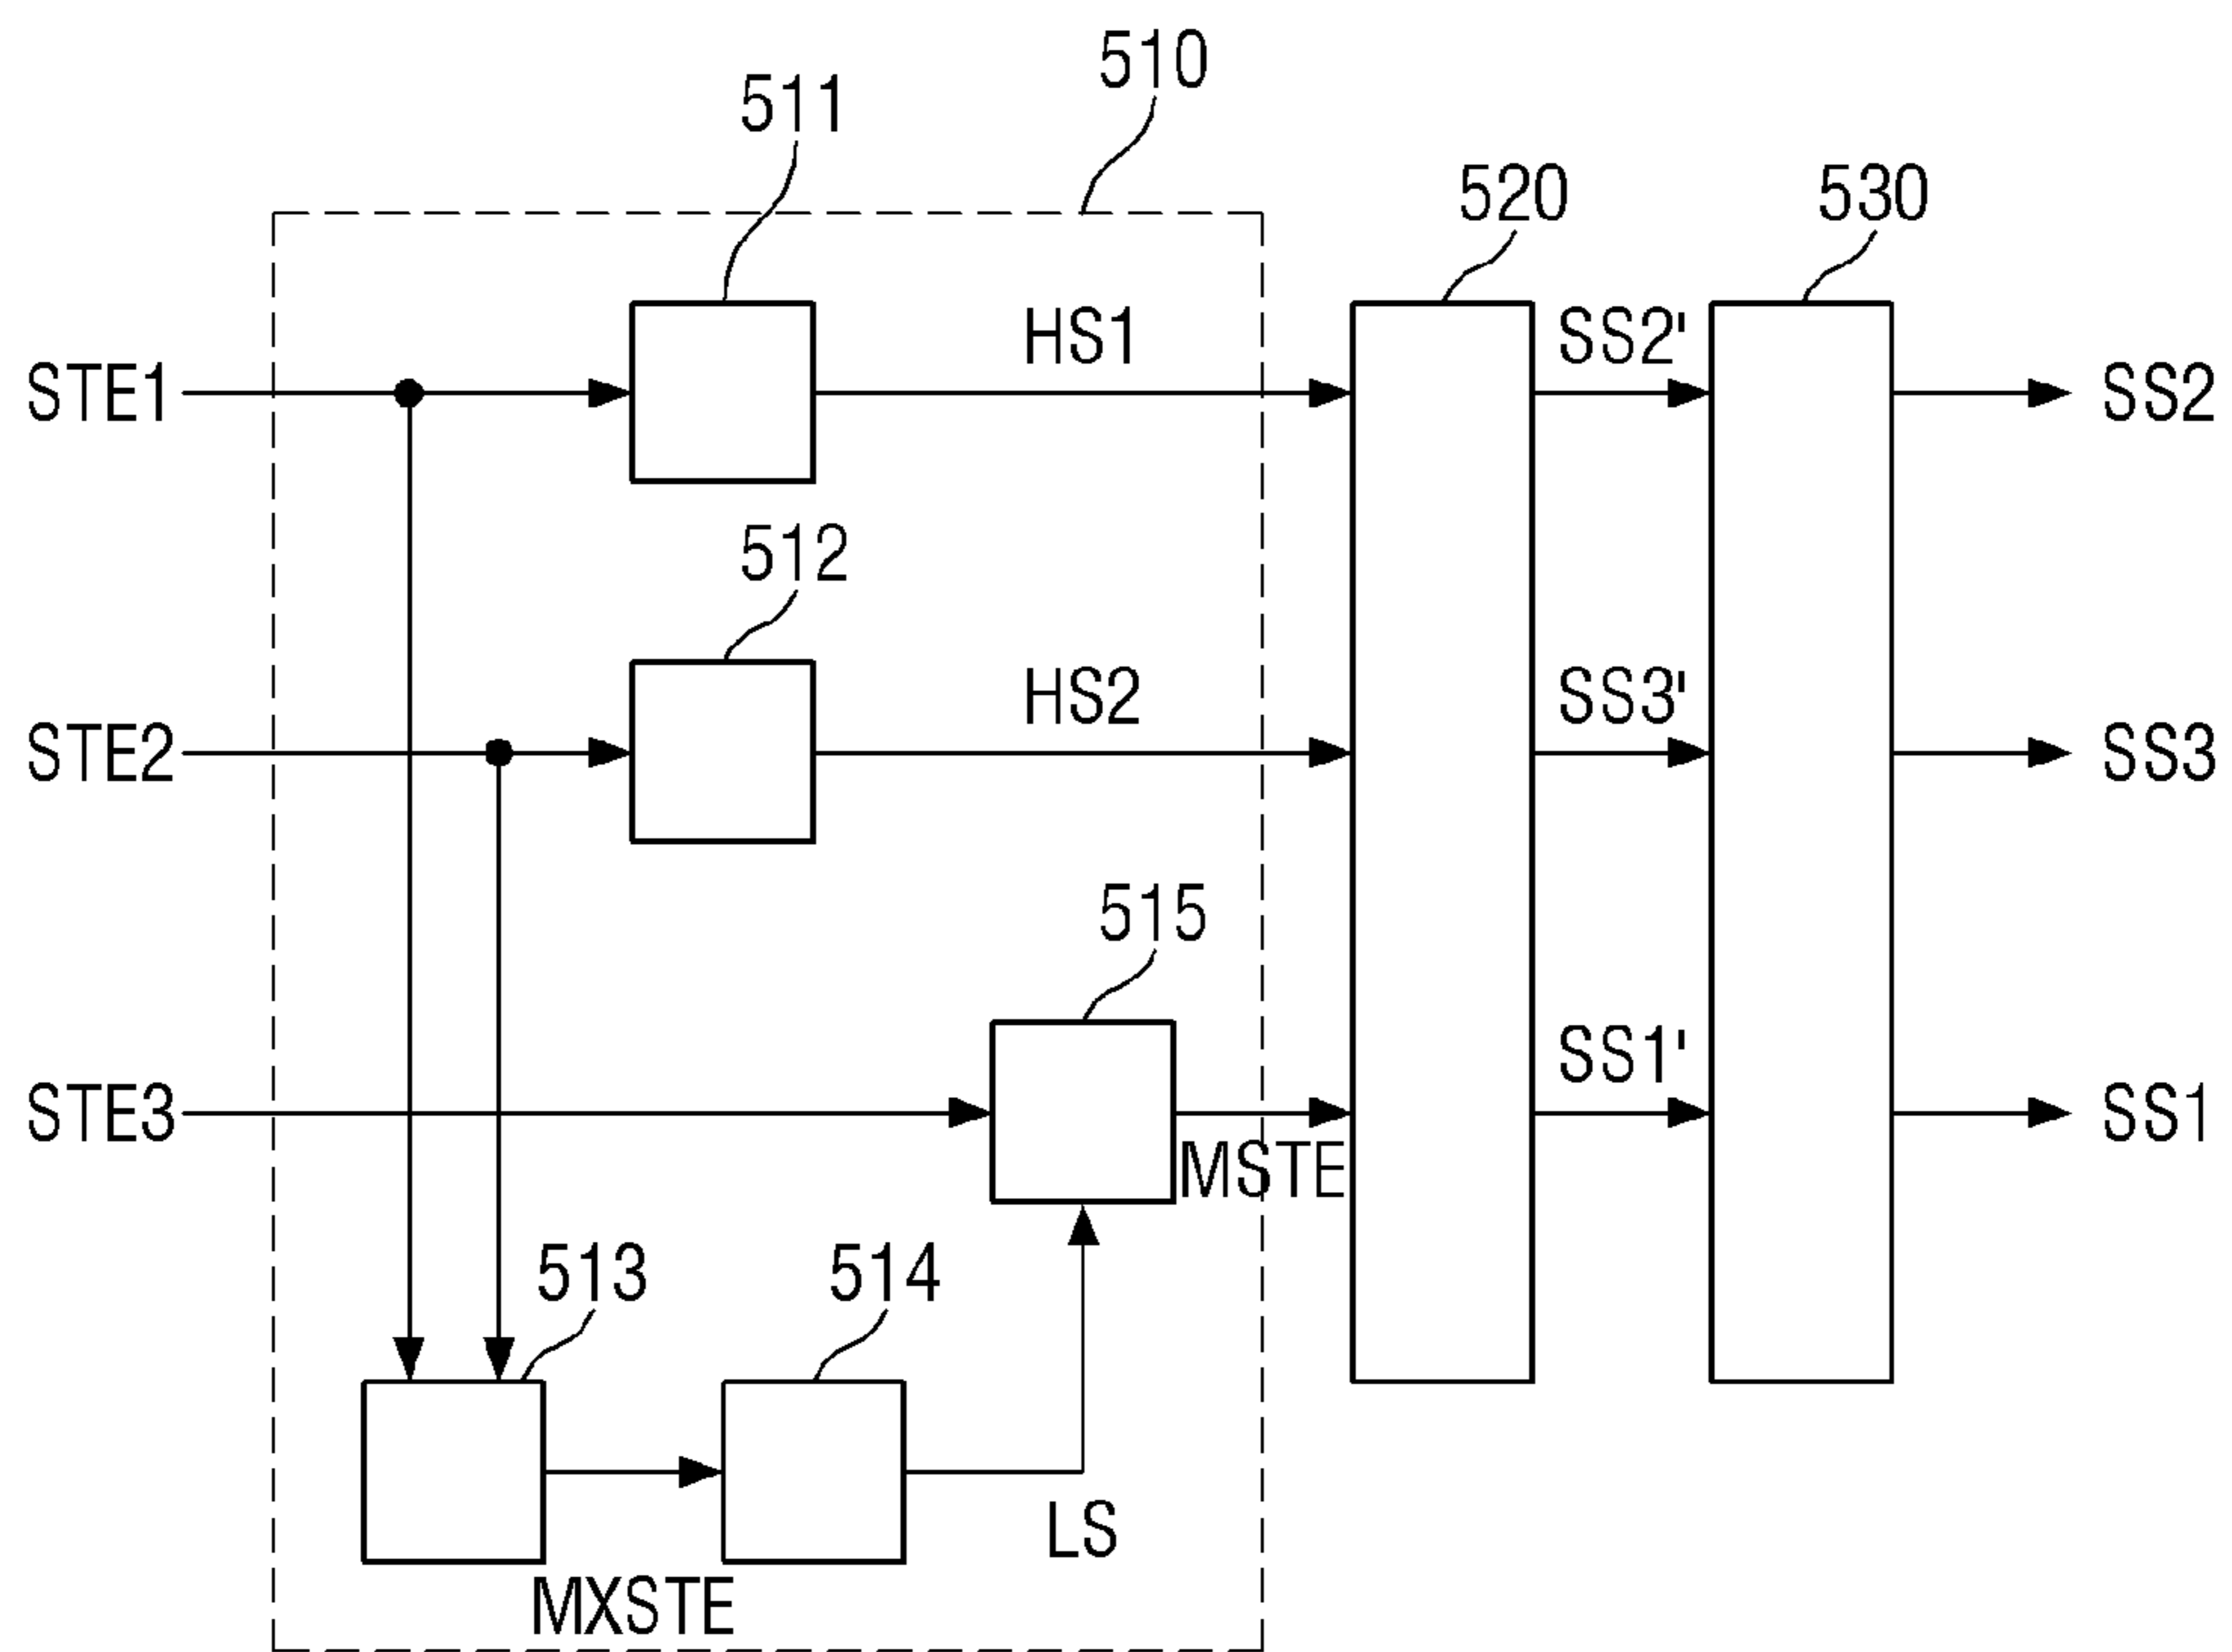 510
511
520
530
HS1
SS2'
STE1
SS2
512
HS2
SS3'
STE2
SS3
515
SS1'
STE3
SS1
MSTE
513
514
LS
MXSTE